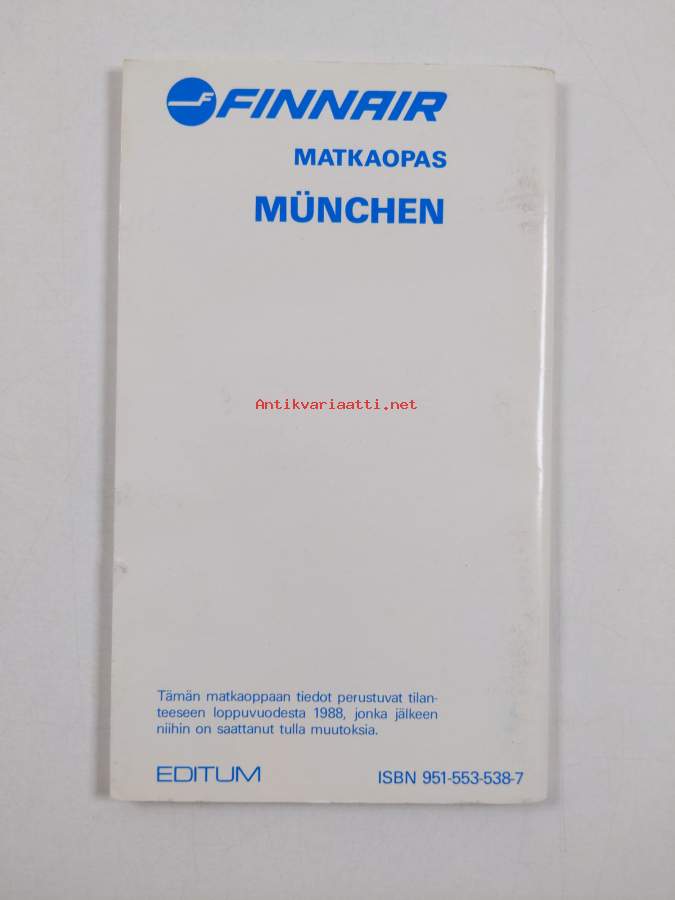 FINNAIR
MATKAOPAS
MÜNCHEN
Antikvariaatti.net
Tämän matkaoppaan tiedot perustuvat tilan-
teeseen loppuvuodesta 1988, jonka jälkeen
niihin on saattanut tulla muutoksia.
EDITUM ISBN 951-553-538-7